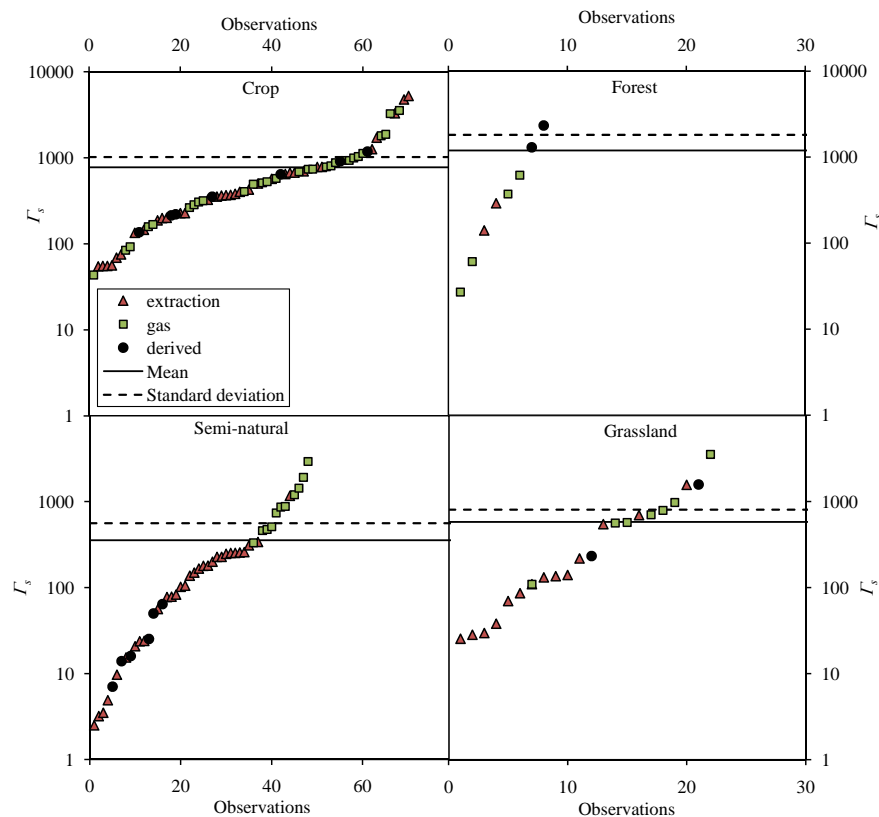 Observations Observations
0 20 40 60 0 10 20 30
10000 Crop Forest 10000
1000 1000
Γs 100 100 Γs
10 10
extraction
gas
derived
Mean
Standard deviation
1 1
Semi-natural Grassland
1000 1000
Γs 100 100 Γs
10 10
1 1
0 20 40 60 0 10 20 30
Observations Observations